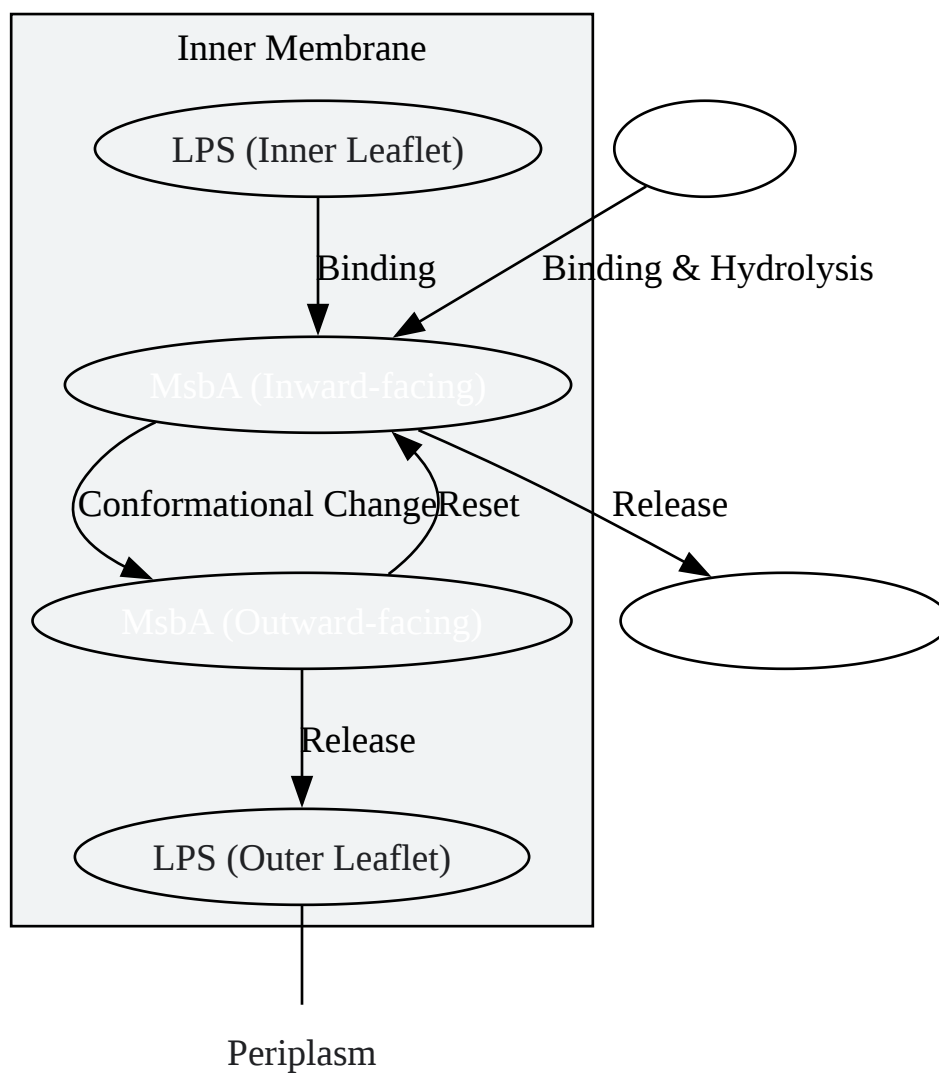 Inner Membrane
LPS (Inner Leaflet)
Binding
Binding & Hydrolysis
MsbA (Inward-facing)
Conformational Change
Reset
Release
MsbA (Outward-facing)
Release
LPS (Outer Leaflet)
Periplasm